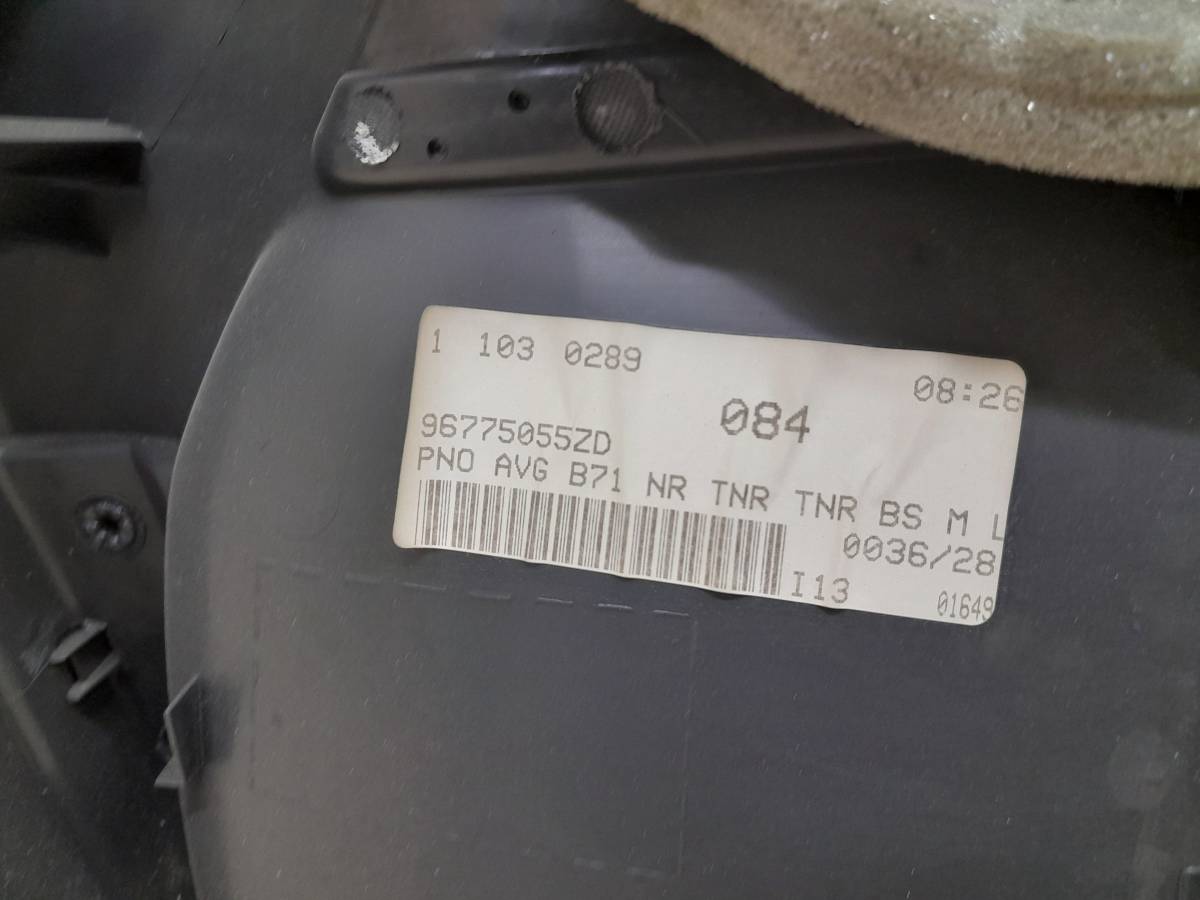 1 103 0289
08:26
084
96775055ZD
PNO AVG B71 NR TNR TNR BS M L
0036/28
I13
01649